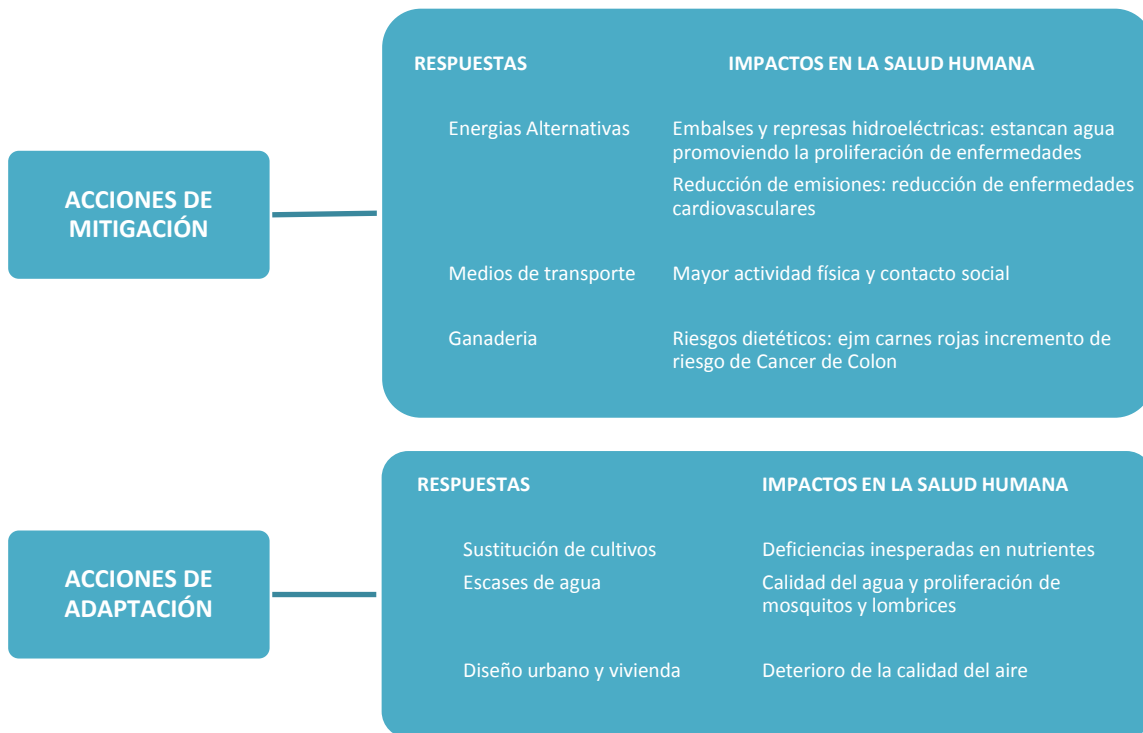 ACCIONES DE
MITIGACIÓN
RESPUESTAS IMPACTOS EN LA SALUD HUMANA
Energias Alternativas Embalses y represas hidroeléctricas: estancan agua
promoviendo la proliferación de enfermedades
Reducción de emisiones: reducción de enfermedades
cardiovasculares
Medios de transporte Mayor actividad física y contacto social
Ganaderia Riesgos dietéticos: ejm carnes rojas incremento de
riesgo de Cancer de Colon
ACCIONES DE
ADAPTACIÓN
RESPUESTAS IMPACTOS EN LA SALUD HUMANA
Sustitución de cultivos Deficiencias inesperadas en nutrientes
Escases de agua Calidad del agua y proliferación de
mosquitos y lombrices
Diseño urbano y vivienda Deterioro de la calidad del aire